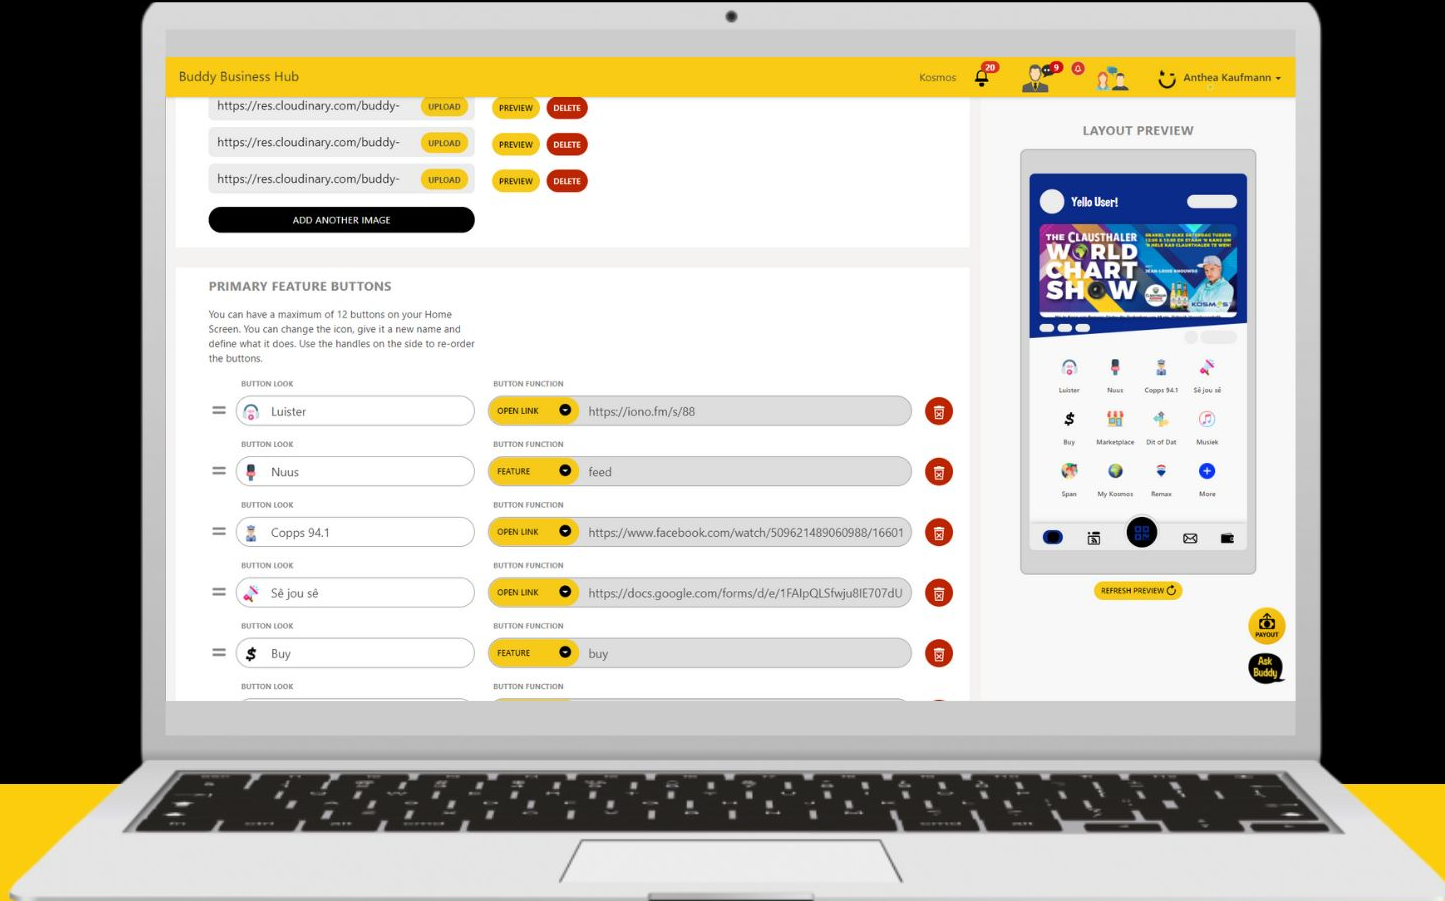 Buddy Business Hub
Kosmos
20
9
Anthea Kaufmann
https://res.cloudinary.com/buddy-
UPLOAD
PREVIEW
DELETE
https://res.cloudinary.com/buddy-
UPLOAD
PREVIEW
DELETE
https://res.cloudinary.com/buddy-
UPLOAD
PREVIEW
DELETE
ADD ANOTHER IMAGE
PRIMARY FEATURE BUTTONS
You can have a maximum of 12 buttons on your Home
Screen. You can change the icon, give it a new name and
define what it does. Use the handles on the side to re-order
the buttons.
BUTTON LOOK
BUTTON FUNCTION
Luister
OPEN LINK
https://iono.fm/s/88
BUTTON LOOK
BUTTON FUNCTION
Nuus
FEATURE
feed
BUTTON LOOK
BUTTON FUNCTION
Copps 94.1
OPEN LINK
https://www.facebook.com/watch/509621489060988/16601
BUTTON LOOK
BUTTON FUNCTION
Sê jou sê
OPEN LINK
https://docs.google.com/forms/d/e/1FAIpQLSfwju8IE707dU
BUTTON LOOK
BUTTON FUNCTION
Buy
FEATURE
buy
BUTTON LOOK
BUTTON FUNCTION
LAYOUT PREVIEW
Yello User!
THE CLAUSTHALER
WORLD
CHART
SHOW
KOSMOS
Luister
Nuus
Copps 94.1
Sê jou sê
Buy
Marketplace
Dit of Dat
Musiek
Span
My Kosmos
Remax
More
REFRESH PREVIEW
PAYOUT
Ask
Buddy